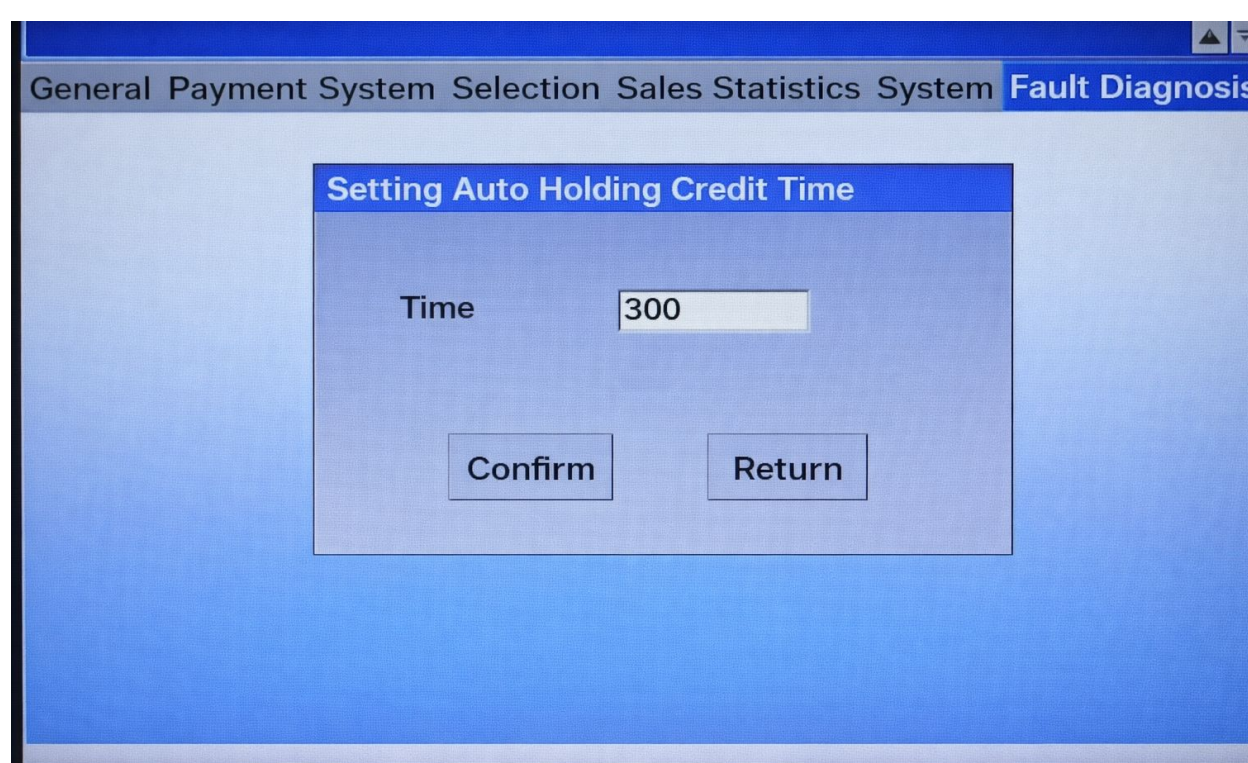 General Payment System Selection Sales Statistics System Fault Diagnosis
Setting Auto Holding Credit Time
Time 300
Confirm Return